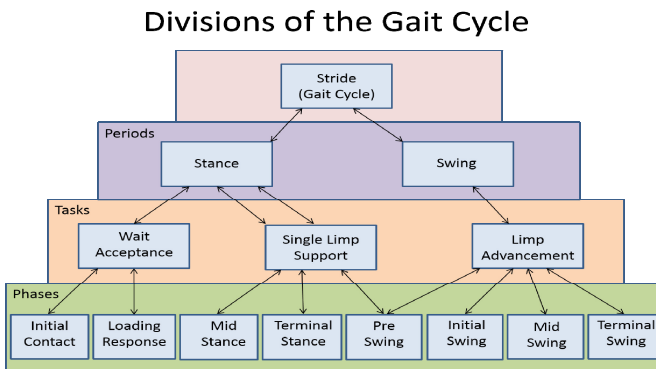 Divisions of the Gait Cycle
Stride
(Gait Cycle)
Periods
Stance
Swing
Tasks
Wait
Acceptance
Single Limp
Support
Limp
Advancement
Phases
Initial
Contact
Loading
Response
Mid
Stance
Terminal
Stance
Pre
Swing
Initial
Swing
Mid
Swing
Terminal
Swing